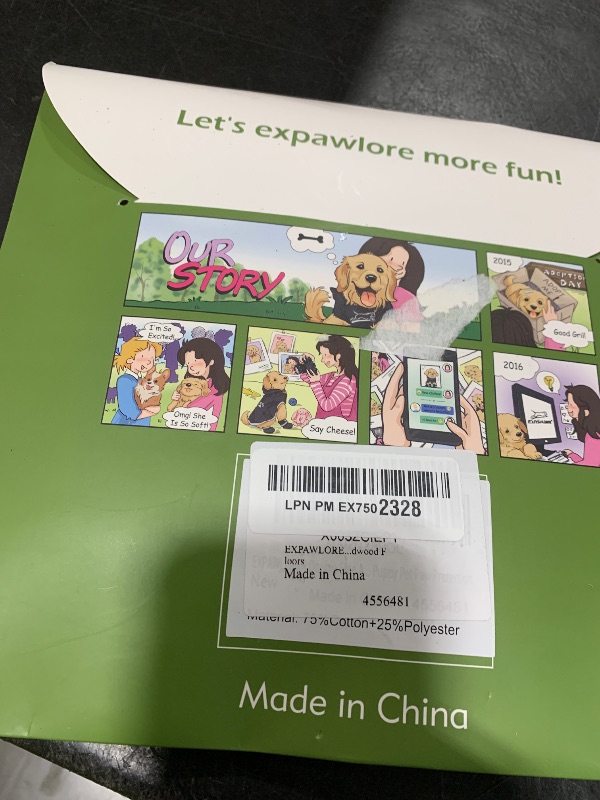 Let's expawlore more fun!
OUR
STORY
2015
ADOPTION
DAY
Good Gril!
I'm So
Excited!
Omg! She
Is So Soft!
Say Cheese!
2016
LPN PM EX7502328
EXPAWLORE...dwood F
loors
Made in China
4556481
Material: 75%Cotton+25%Polyester
Made in China